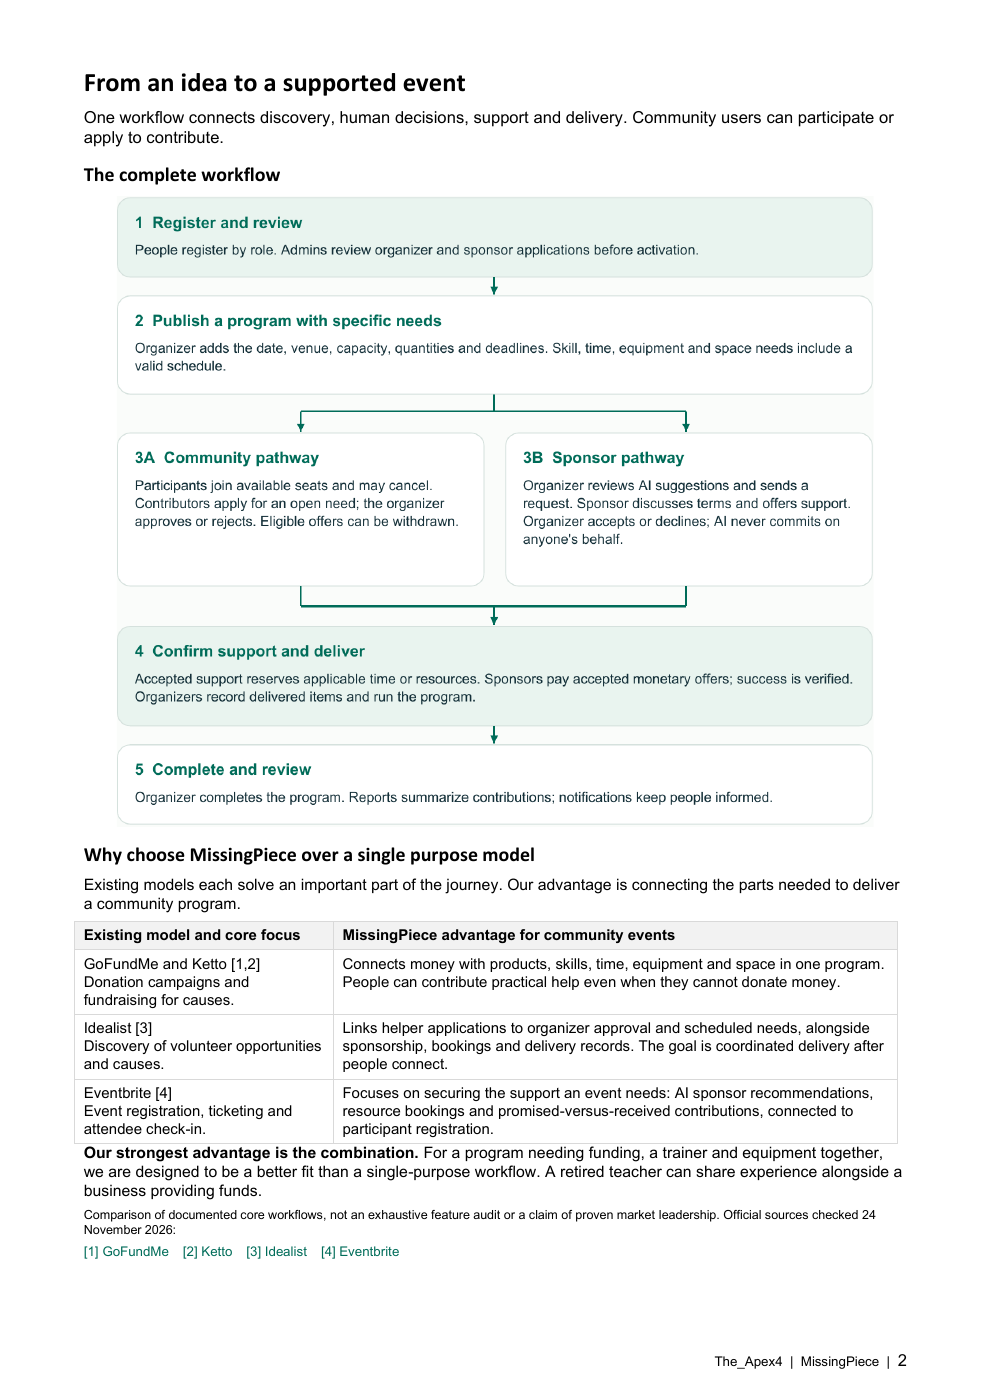 From an idea to a supported event
One workflow connects discovery, human decisions, support and delivery. Community users can participate or
apply to contribute.
The complete workflow
1 Register and review
People register by role. Admins review organizer and sponsor applications before activation.
2 Publish a program with specific needs
Organizer adds the date, venue, capacity, quantities and deadlines. Skill, time, equipment and space needs include a
valid schedule.
3A Community pathway
Participants join available seats and may cancel.
Contributors apply for an open need; the organizer
approves or rejects. Eligible offers can be withdrawn.
3B Sponsor pathway
Organizer reviews AI suggestions and sends a
request. Sponsor discusses terms and offers support.
Organizer accepts or declines; AI never commits on
anyone's behalf.
4 Confirm support and deliver
Accepted support reserves applicable time or resources. Sponsors pay accepted monetary offers; success is verified.
Organizers record delivered items and run the program.
5 Complete and review
Organizer completes the program. Reports summarize contributions; notifications keep people informed.
Why choose MissingPiece over a single purpose model
Existing models each solve an important part of the journey. Our advantage is connecting the parts needed to deliver
a community program.
Existing model and core focus
MissingPiece advantage for community events
GoFundMe and Ketto [1,2]
Donation campaigns and
fundraising for causes.
Connects money with products, skills, time, equipment and space in one program.
People can contribute practical help even when they cannot donate money.
Idealist [3]
Discovery of volunteer opportunities
and causes.
Links helper applications to organizer approval and scheduled needs, alongside
sponsorship, bookings and delivery records. The goal is coordinated delivery after
people connect.
Eventbrite [4]
Event registration, ticketing and
attendee check-in.
Focuses on securing the support an event needs: AI sponsor recommendations,
resource bookings and promised-versus-received contributions, connected to
participant registration.
Our strongest advantage is the combination. For a program needing funding, a trainer and equipment together,
we are designed to be a better fit than a single-purpose workflow. A retired teacher can share experience alongside a
business providing funds.
Comparison of documented core workflows, not an exhaustive feature audit or a claim of proven market leadership. Official sources checked 24
November 2026:
[1] GoFundMe [2] Ketto [3] Idealist [4] Eventbrite
The_Apex4 | MissingPiece | 2